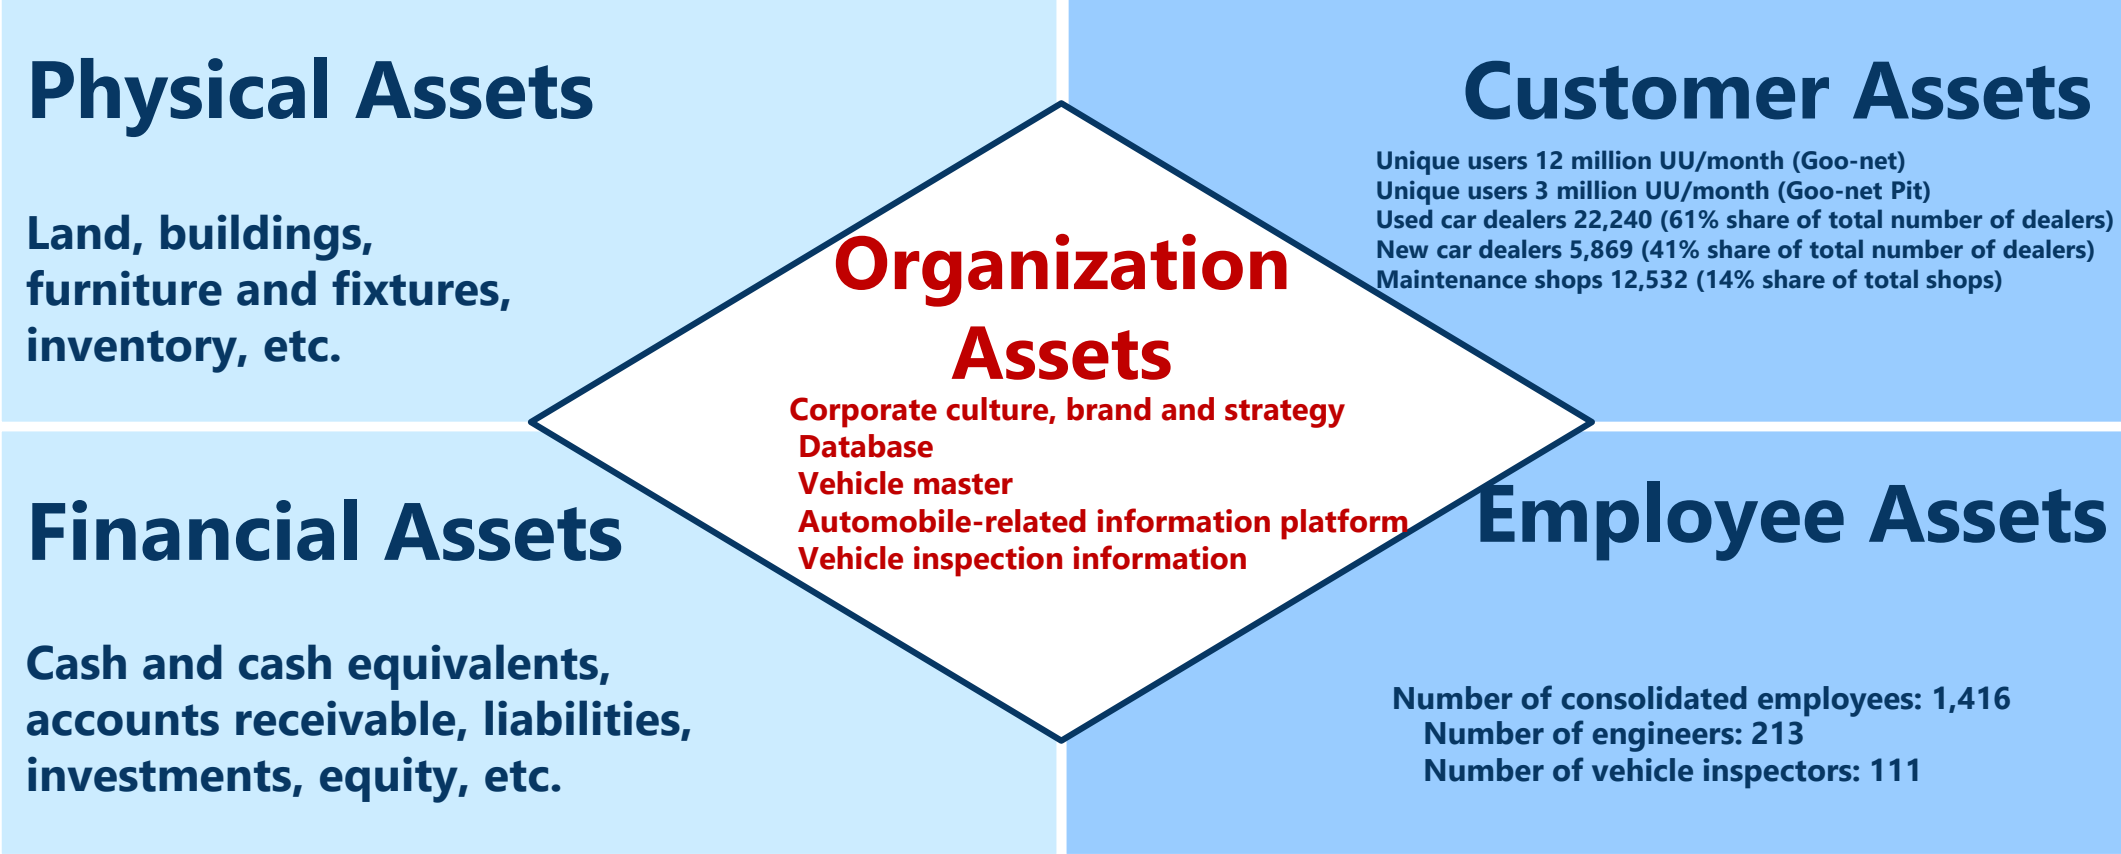 Physical Assets
Land, buildings,
furniture and fixtures,
inventory, etc.
Customer Assets
Unique users 12 million UU/month (Goo-net)
Unique users 3 million UU/month (Goo-net Pit)
Used car dealers 22,240 (61% share of total number of dealers)
New car dealers 5,869 (41% share of total number of dealers)
Maintenance shops 12,532 (14% share of total shops)
Organization
Assets
Corporate culture, brand and strategy
Database
Vehicle master
Automobile-related information platform
Vehicle inspection information
Financial Assets
Cash and cash equivalents,
accounts receivable, liabilities,
investments, equity, etc.
Employee Assets
Number of consolidated employees: 1,416
Number of engineers: 213
Number of vehicle inspectors: 111